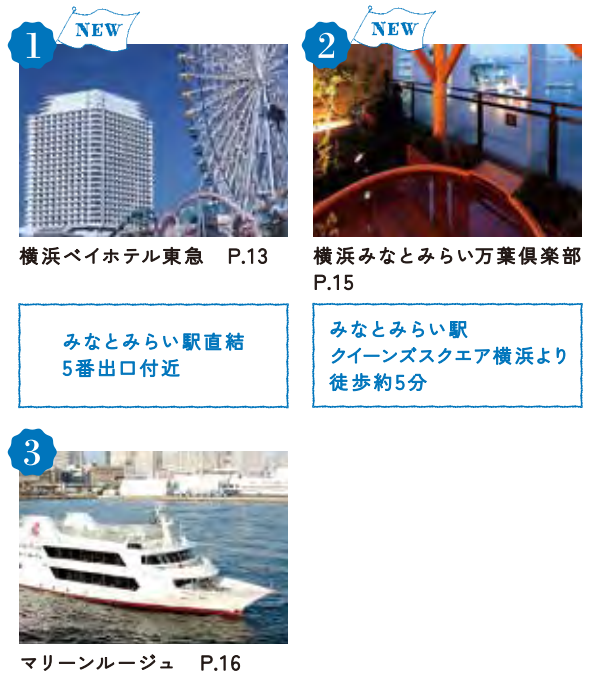 1
NEW
横浜ベイホテル東急 P.13
みなとみらい駅直結
5番出口付近
2
NEW
横浜みなとみらい万葉倶楽部
P.15
みなとみらい駅
クイーンズスクエア横浜より
徒歩約5分
3
マリーンルージュ P.16